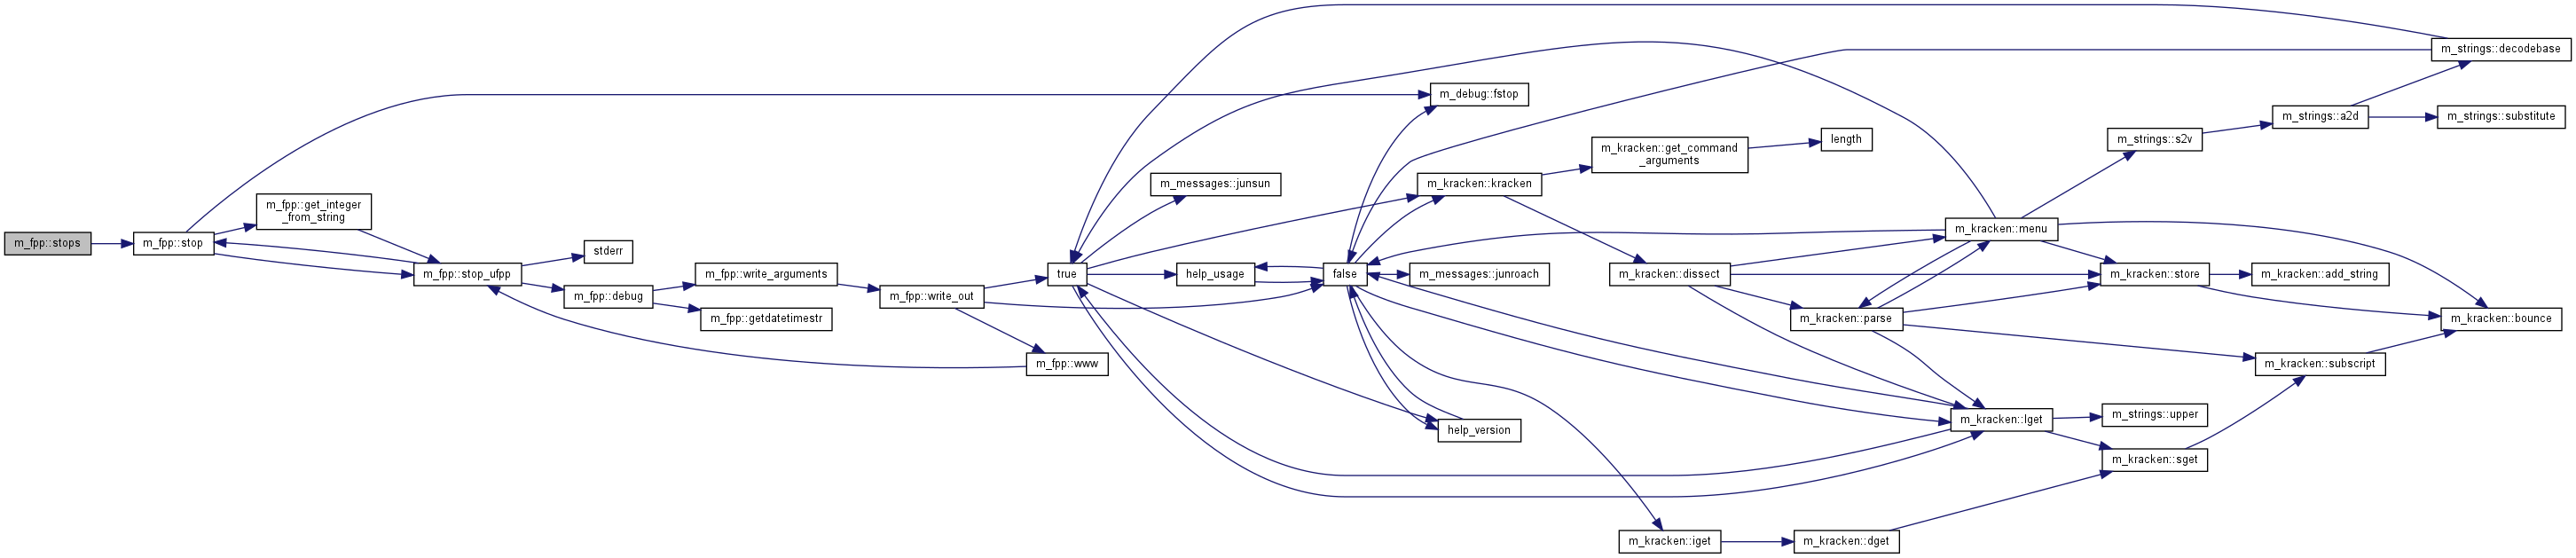 m_fpp::stops
m_fpp::stop
m_fpp::get_integer
_from_string
m_fpp::stop_ufpp
stderr
m_fpp::debug
m_fpp::write_arguments
m_fpp::getdatetimestr
m_fpp::write_out
m_fpp::www
true
m_messages::junsun
help_usage
false
m_debug::fstop
m_kracken::kracken
m_messages::junroach
help_version
m_kracken::get_command
_arguments
length
m_kracken::dissect
m_kracken::iget
m_kracken::dget
m_kracken::parse
m_kracken::menu
m_kracken::lget
m_strings::s2v
m_kracken::store
m_strings::upper
m_kracken::sget
m_strings::a2d
m_kracken::add_string
m_kracken::subscript
m_strings::decodebase
m_strings::substitute
m_kracken::bounce